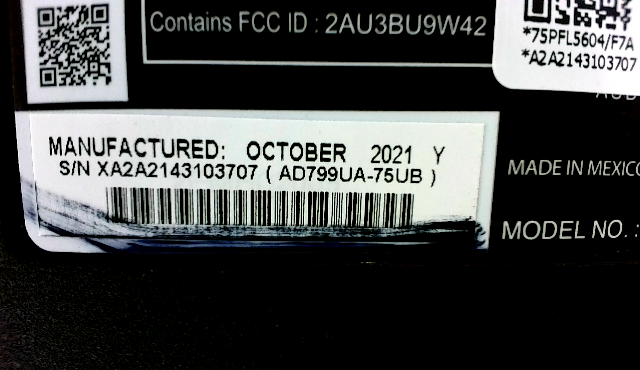 Contains FCC ID : 2AU3BU9W42
*75PFL5604/F7A
*A2A2143103707
MANUFACTURED: OCTOBER 2021 Y
S/N XA2A2143103707 ( AD799UA-75UB )
MADE IN MEXICO
MODEL NO. :